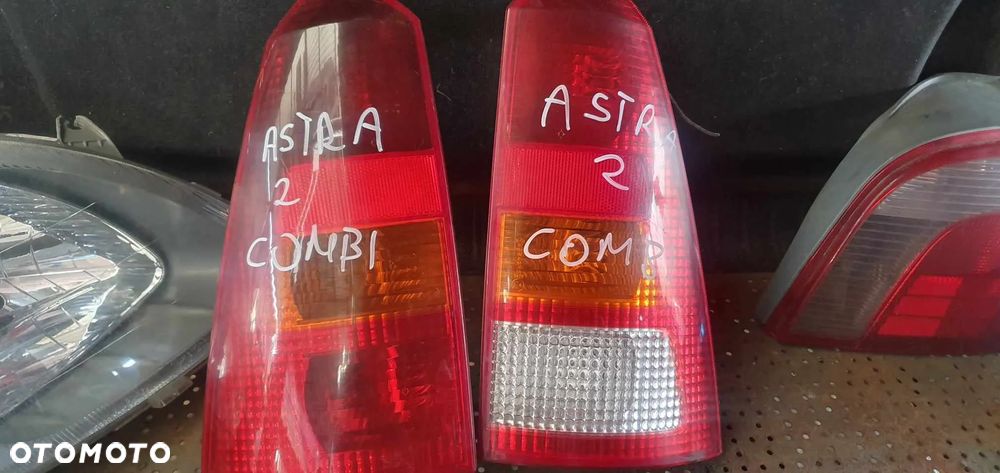 ASTRA
2
COMBI
ASTRA
2
COMB
OTOMOTO